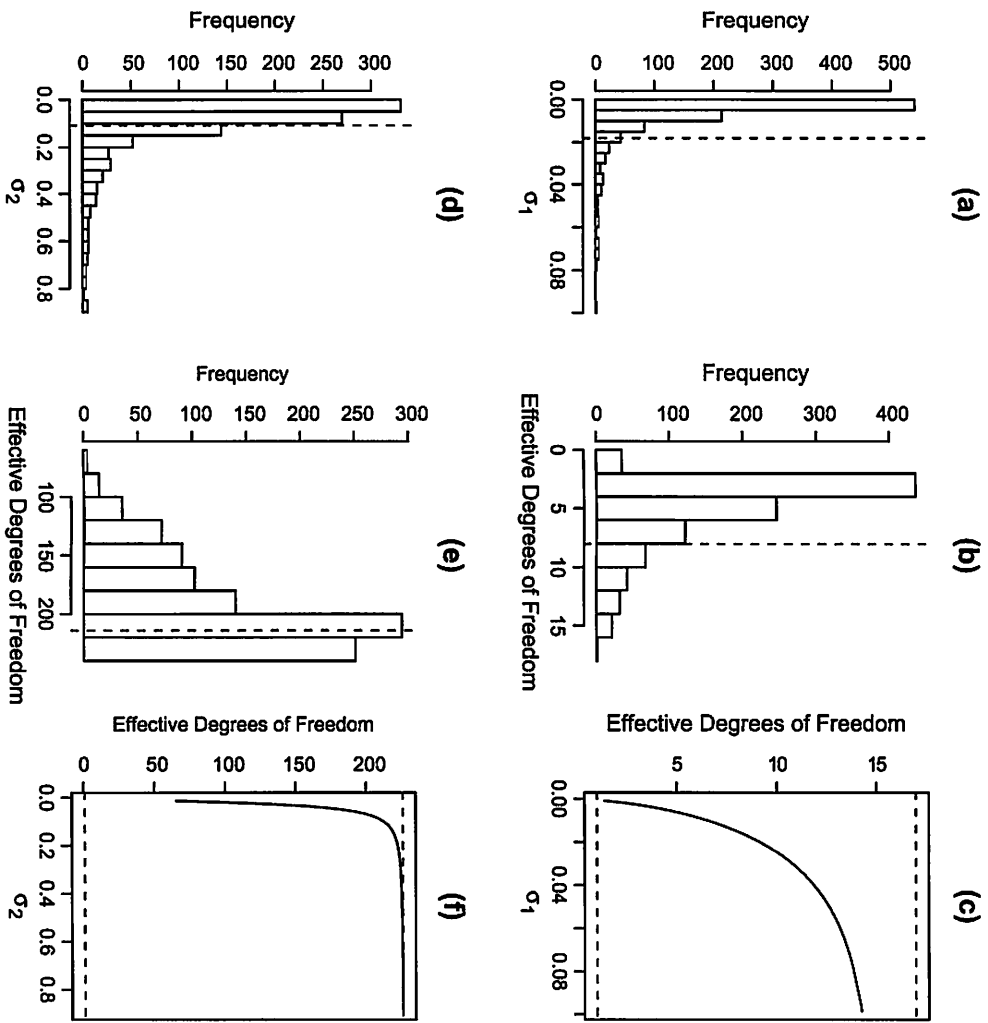 (a)
Frequency
0 100 200 300 400 500
0.00 0.04 0.08
σ1
(b)
Frequency
0 100 200 300 400
0 5 10 15
Effective Degrees of Freedom
(c)
Effective Degrees of Freedom
5 10 15
0.00 0.04 0.08
σ1
(d)
Frequency
0 50 100 150 200 250 300
0.0 0.2 0.4 0.6 0.8
σ2
(e)
Frequency
0 50 100 150 200 250 300
100 150 200
Effective Degrees of Freedom
(f)
Effective Degrees of Freedom
0 50 100 150 200
0.0 0.2 0.4 0.6 0.8
σ2